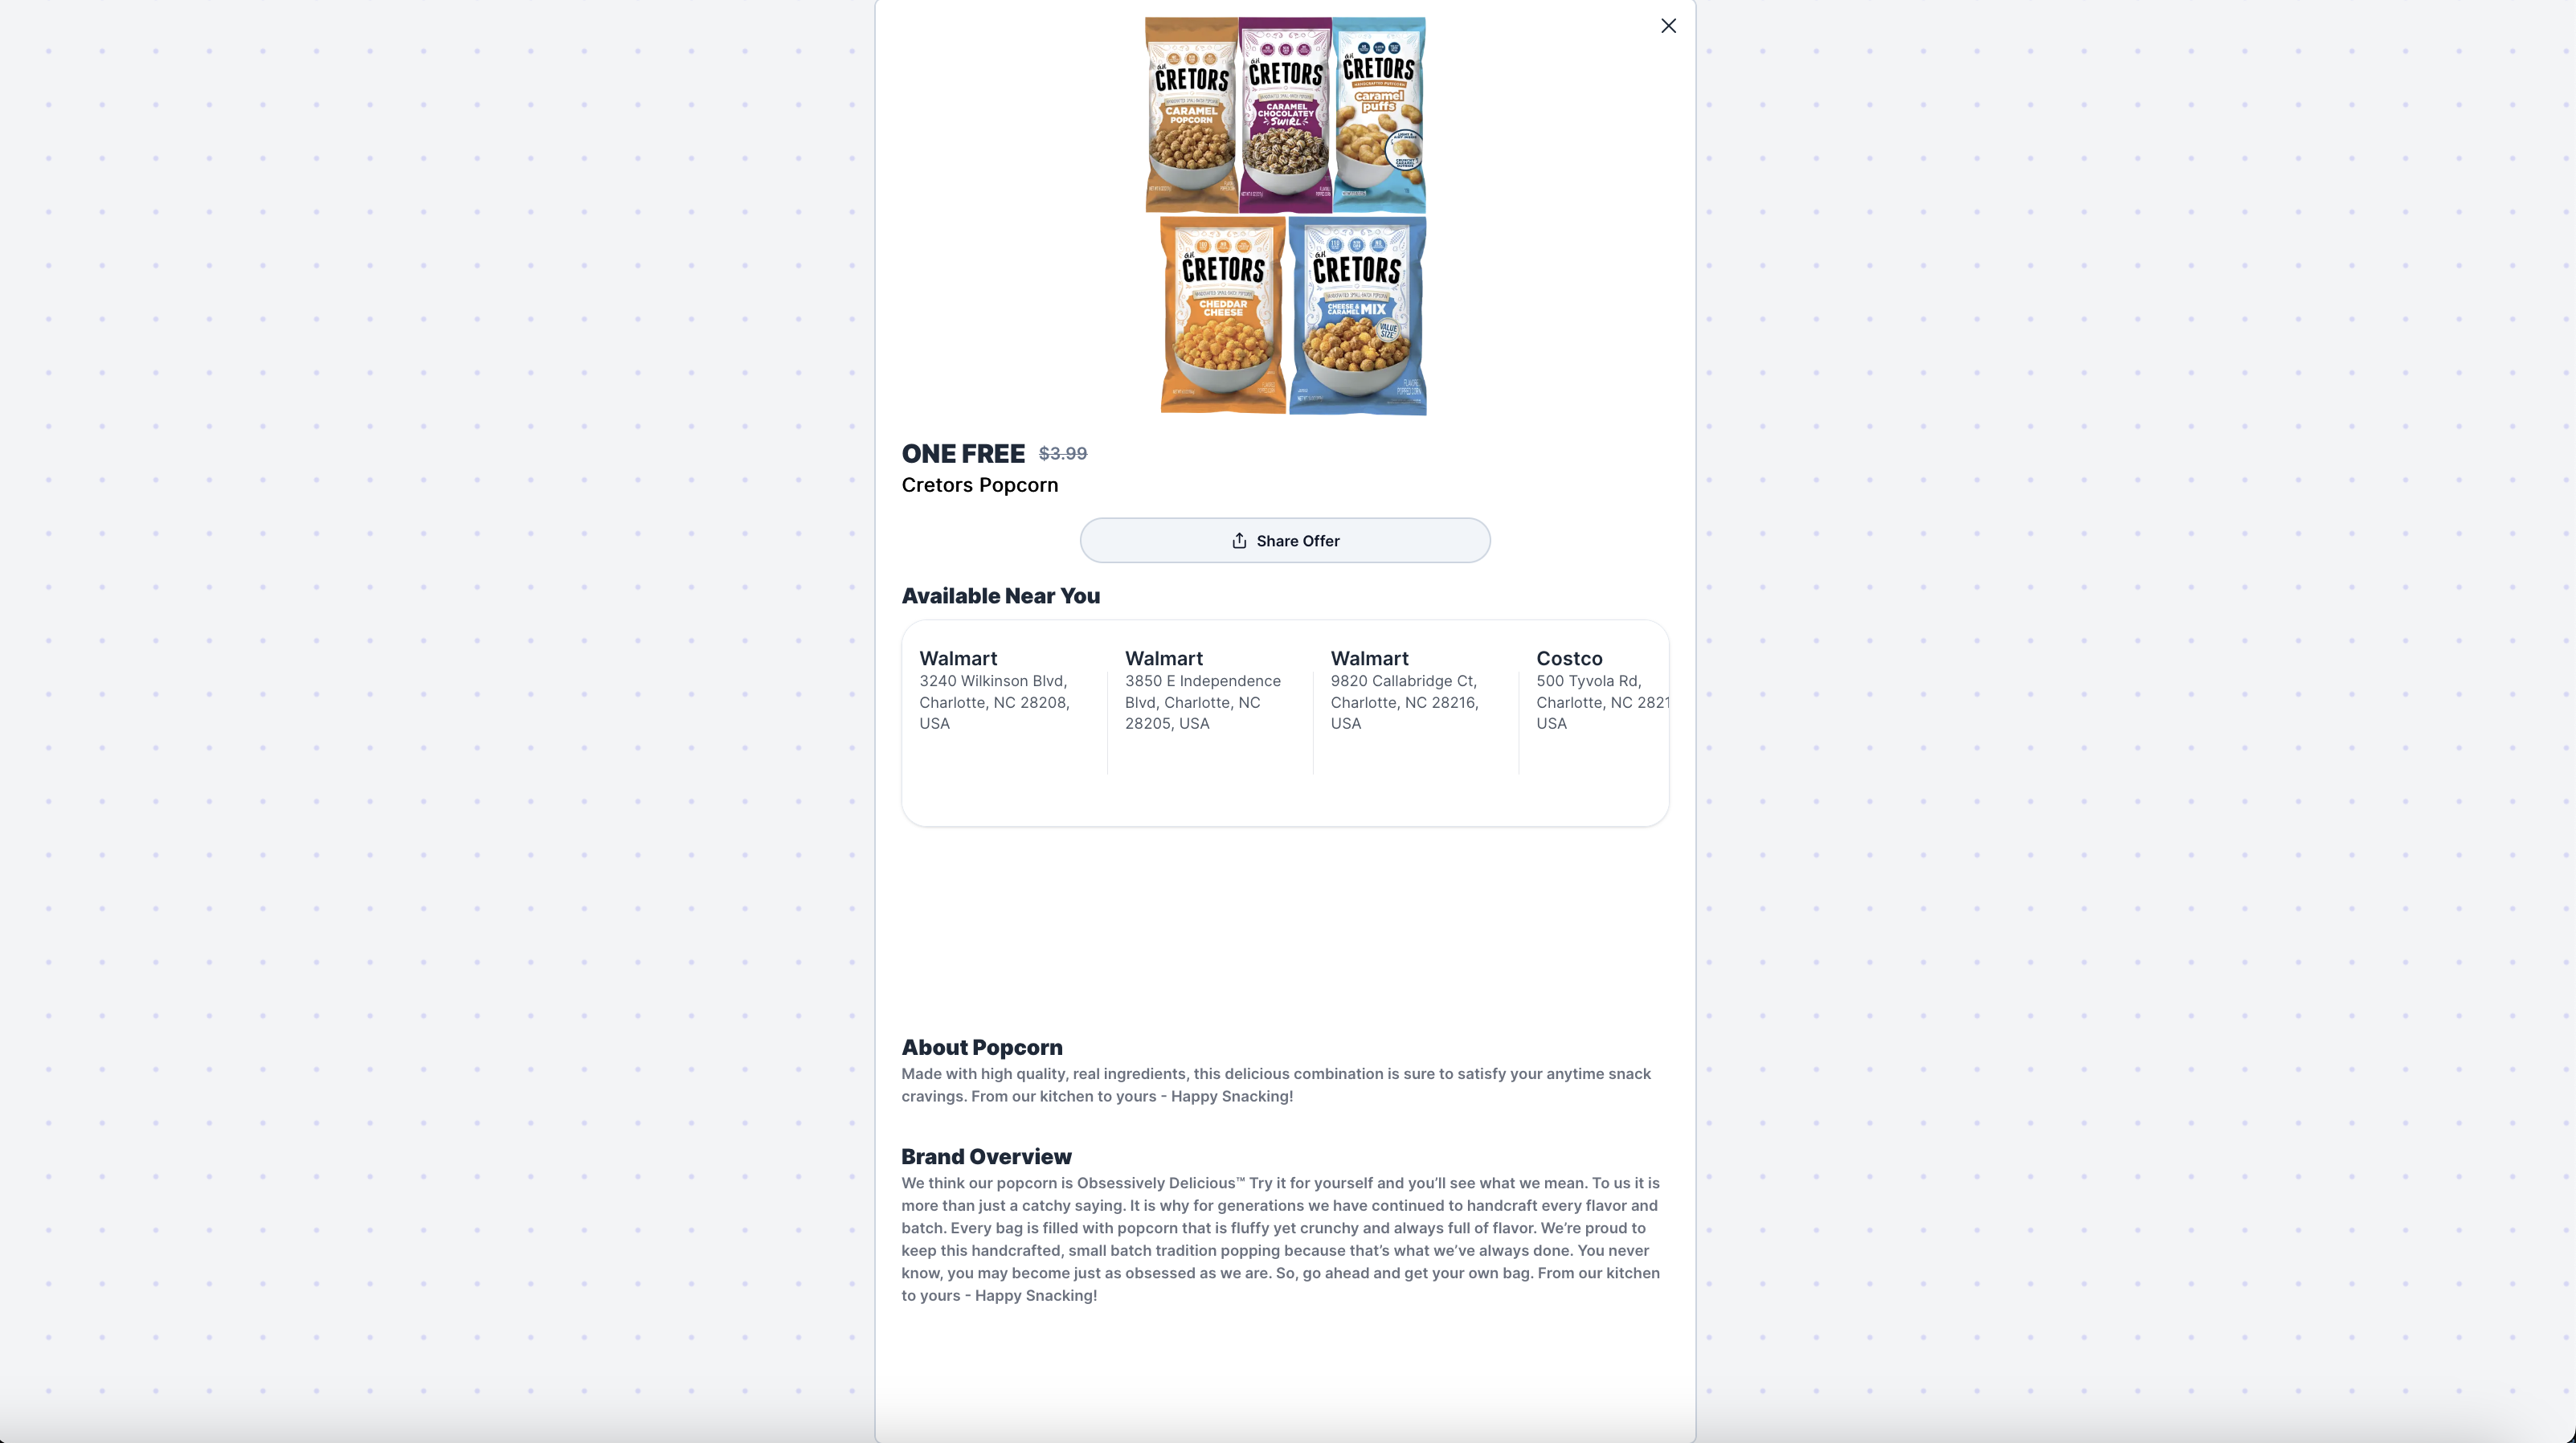 GH
CRETORS
CARAMEL
POPCORN
GH
CRETORS
CARAMEL
CHOCOLATEY
SWIRL
GH
CRETORS
caramel
puffs
GH
CRETORS
CHEDDAR
CHEESE
GH
CRETORS
CHEESE &
CARAMEL MIX
VALUE
SIZE
ONE FREE $3.99
Cretors Popcorn
Share Offer
Available Near You
Walmart
3240 Wilkinson Blvd,
Charlotte, NC 28208,
USA
Walmart
3850 E Independence
Blvd, Charlotte, NC
28205, USA
Walmart
9820 Callabridge Ct,
Charlotte, NC 28216,
USA
Costco
500 Tyvola Rd,
Charlotte, NC 2821
USA
About Popcorn
Made with high quality, real ingredients, this delicious combination is sure to satisfy your anytime snack
cravings. From our kitchen to yours - Happy Snacking!
Brand Overview
We think our popcorn is Obsessively Delicious™ Try it for yourself and you’ll see what we mean. To us it is
more than just a catchy saying. It is why for generations we have continued to handcraft every flavor and
batch. Every bag is filled with popcorn that is fluffy yet crunchy and always full of flavor. We’re proud to
keep this handcrafted, small batch tradition popping because that’s what we’ve always done. You never
know, you may become just as obsessed as we are. So, go ahead and get your own bag. From our kitchen
to yours - Happy Snacking!